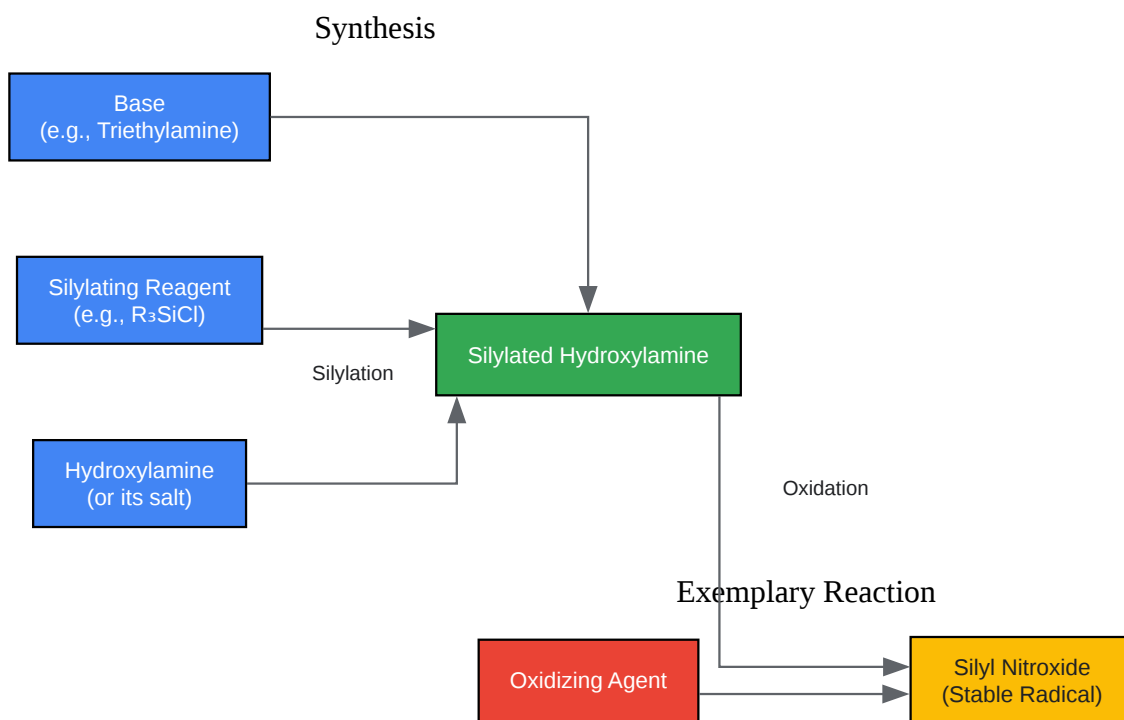 Synthesis
Base
(e.g., Triethylamine)
Silylating Reagent
(e.g., R₃SiCl)
Silylation
Silylated Hydroxylamine
Hydroxylamine
(or its salt)
Oxidation
Exemplary Reaction
Oxidizing Agent
Silyl Nitroxide
(Stable Radical)